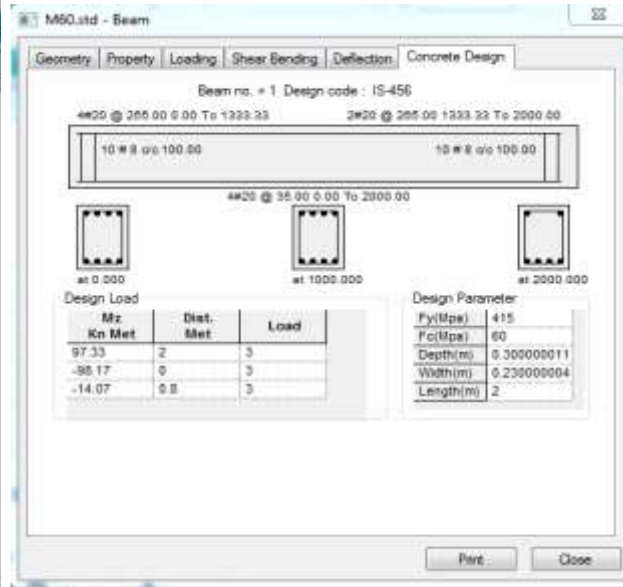 M60.std - Beam
Geometry Property Loading Shear Bending Deflection Concrete Design
Beam no. = 1 Design code : IS-456
4#20 @ 265.00 0.00 To 1333.33 2#20 @ 265.00 1333.33 To 2000.00
10 # 8 c/c 100.00 10 # 8 c/c 100.00
4#20 @ 35.00 0.00 To 2000.00
at 0.000 at 1000.000 at 2000.000
Design Load Design Parameter
Mz Kn Met Dist. Met Load
97.33 2 3
-98.17 0 3
-14.07 0.8 3
Fy(Mpa) 415
Fc(Mpa) 60
Depth(m) 0.300000011
Width(m) 0.230000004
Length(m) 2
Print Close